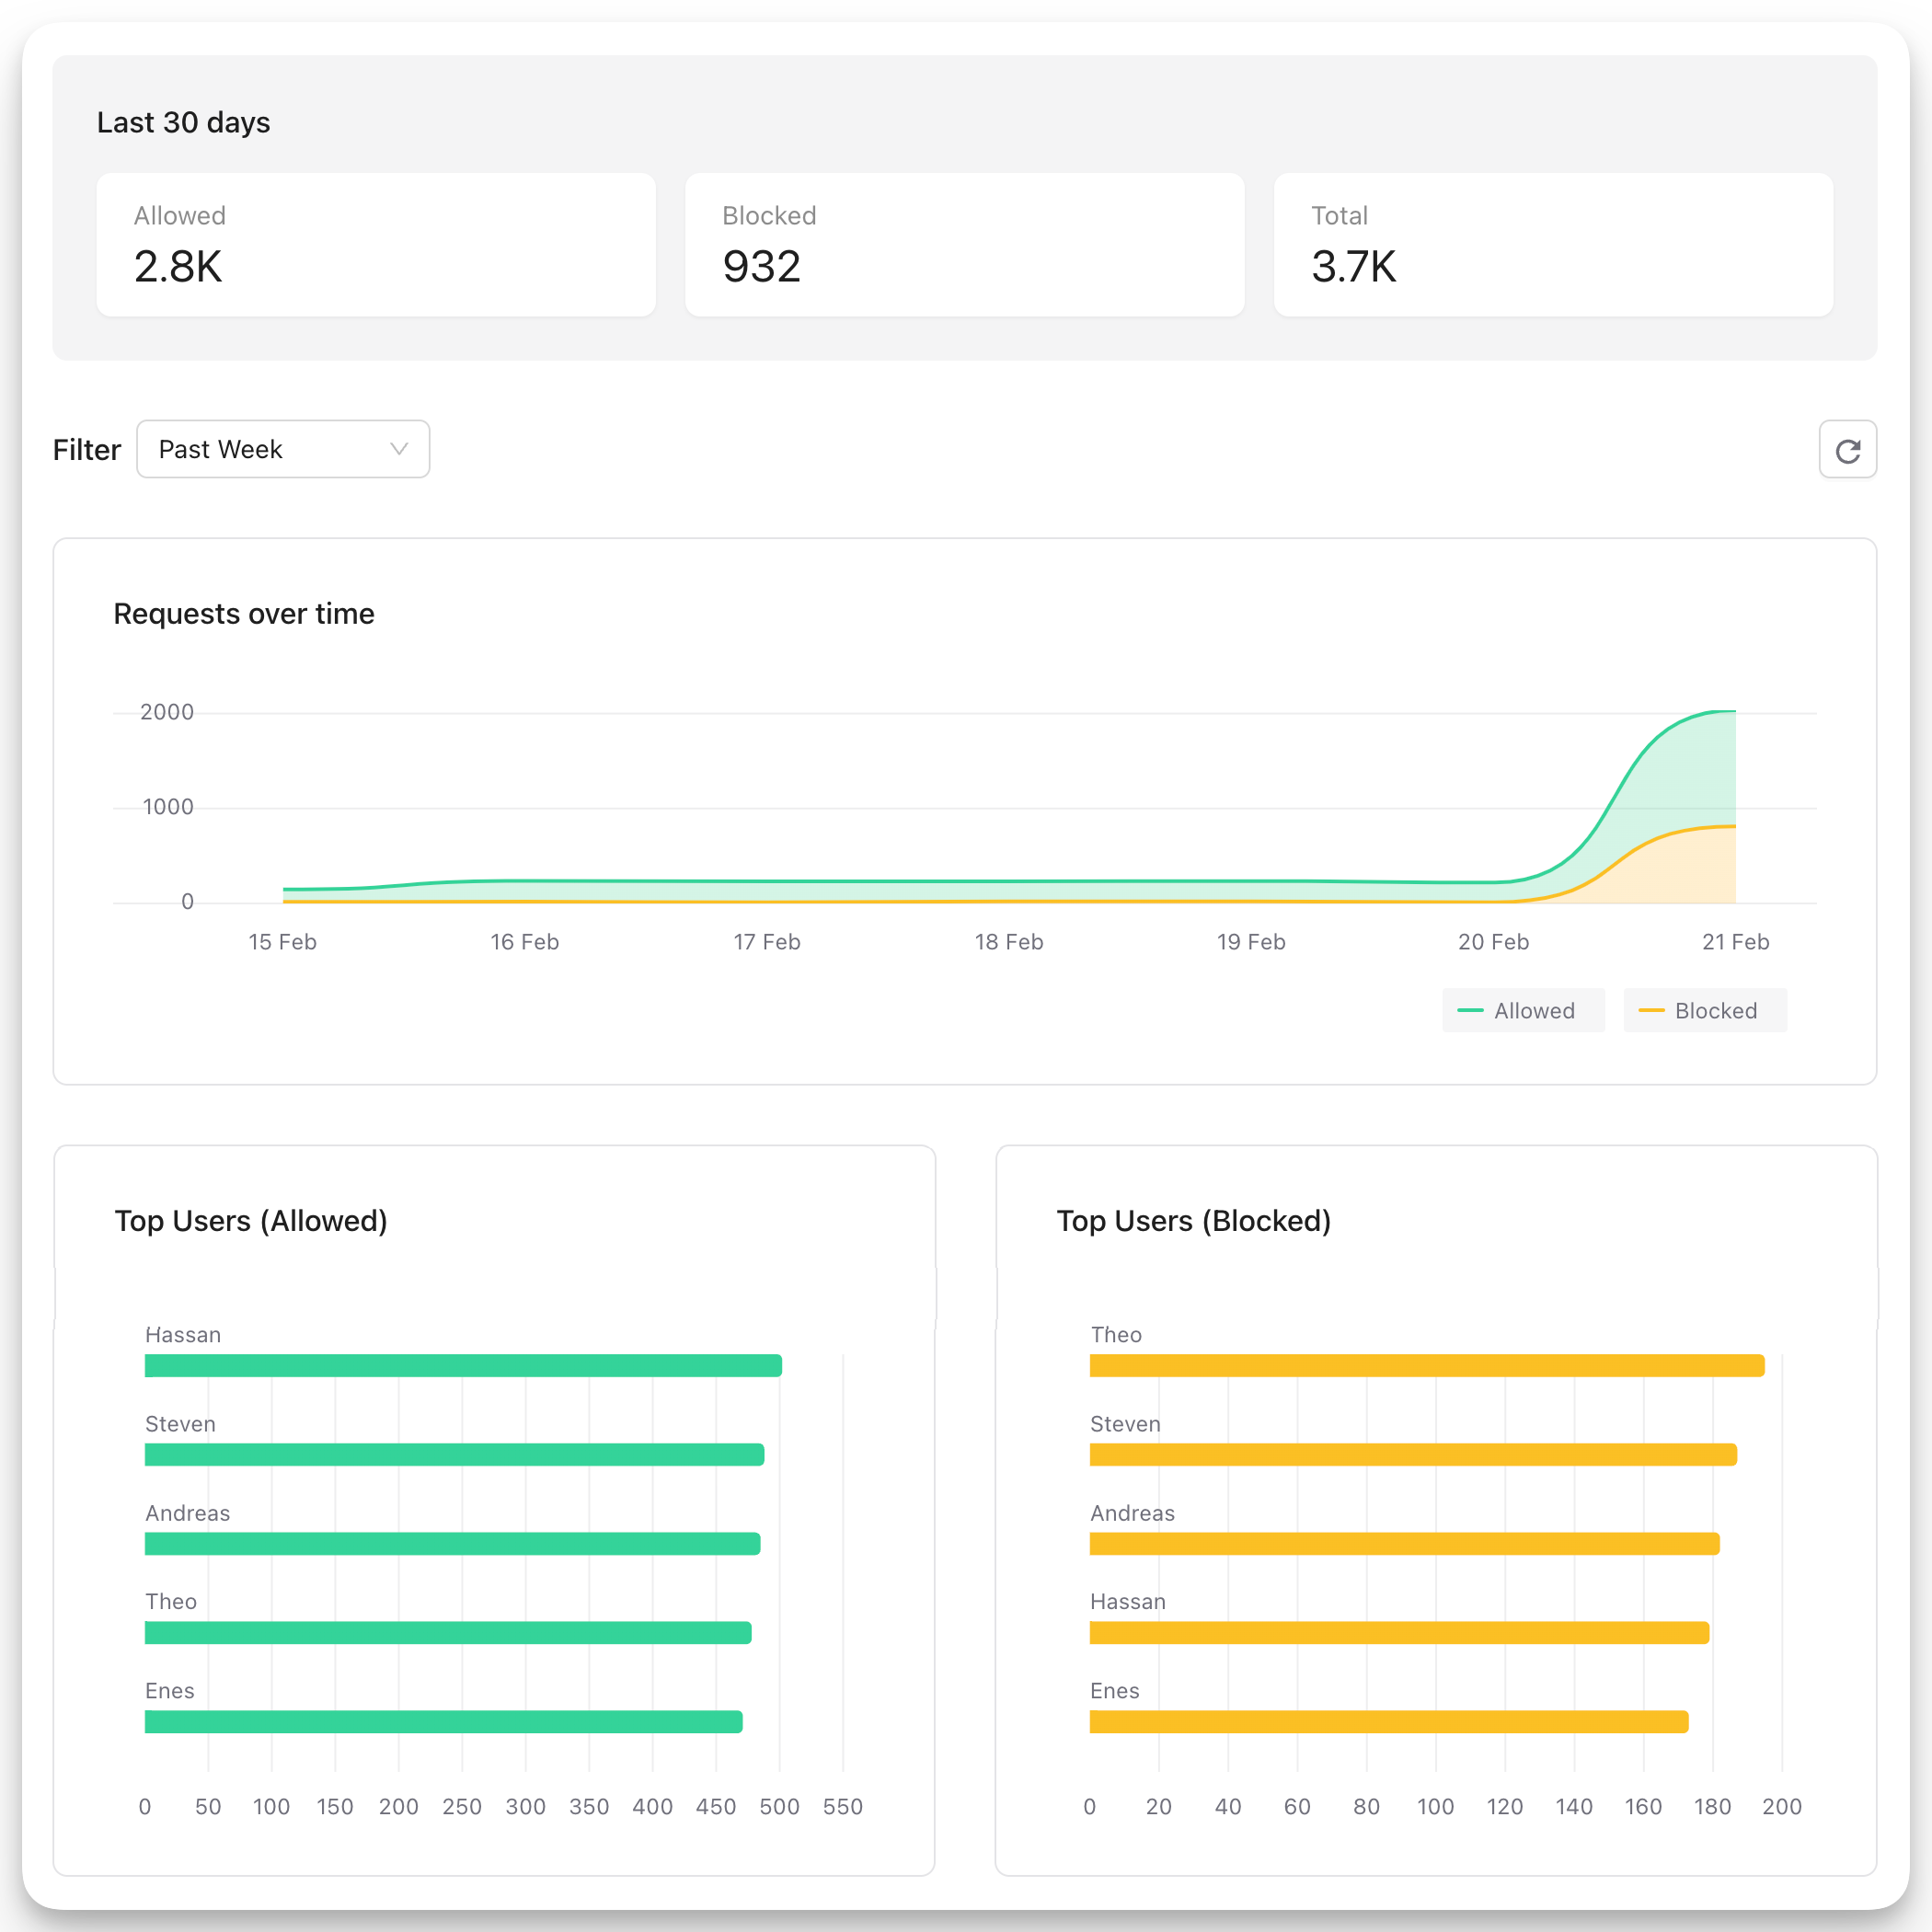 Last 30 days
Allowed
Blocked
Total
2.8K
932
3.7K
Filter
Past Week
Requests over time
2000
1000
0
15 Feb 16 Feb 17 Feb 18 Feb 19 Feb 20 Feb 21 Feb
Allowed Blocked
Top Users (Allowed)
Hassan
Steven
Andreas
Theo
Enes
0 50 100 150 200 250 300 350 400 450 500 550
Top Users (Blocked)
Theo
Steven
Andreas
Hassan
Enes
0 20 40 60 80 100 120 140 160 180 200